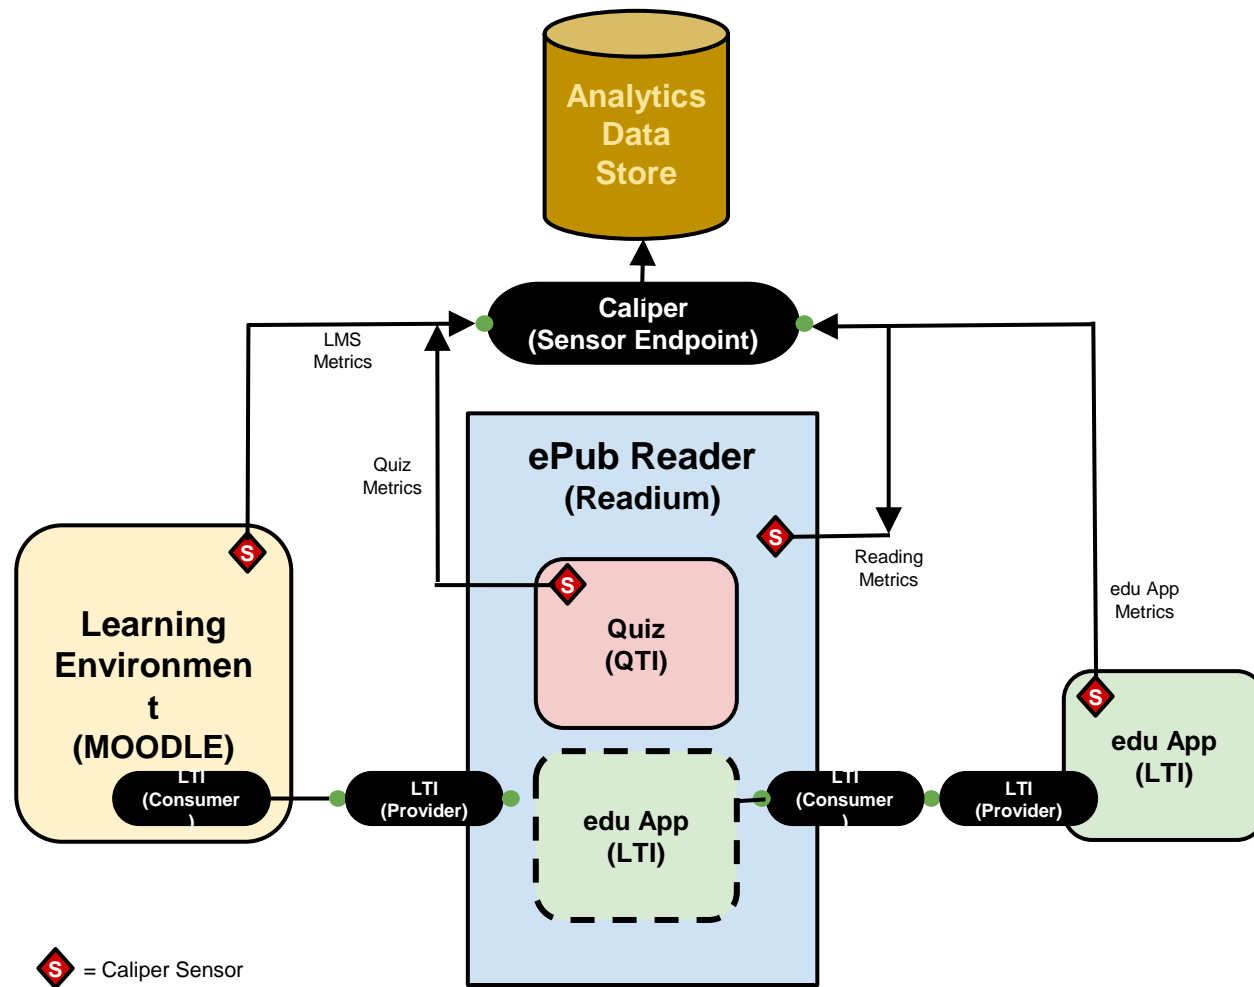 Analytics
Data
Store
Caliper
(Sensor Endpoint)
LMS
Metrics
Quiz
Metrics
ePub Reader
(Readium)
S
Reading
Metrics
edu App
Metrics
S
Learning
Environmen
t
(MOODLE)
S
Quiz
(QTI)
S
edu App
(LTI)
LTI
(Consumer
)
LTI
(Provider)
edu App
(LTI)
LTI
(Consumer
)
LTI
(Provider)
S = Caliper Sensor